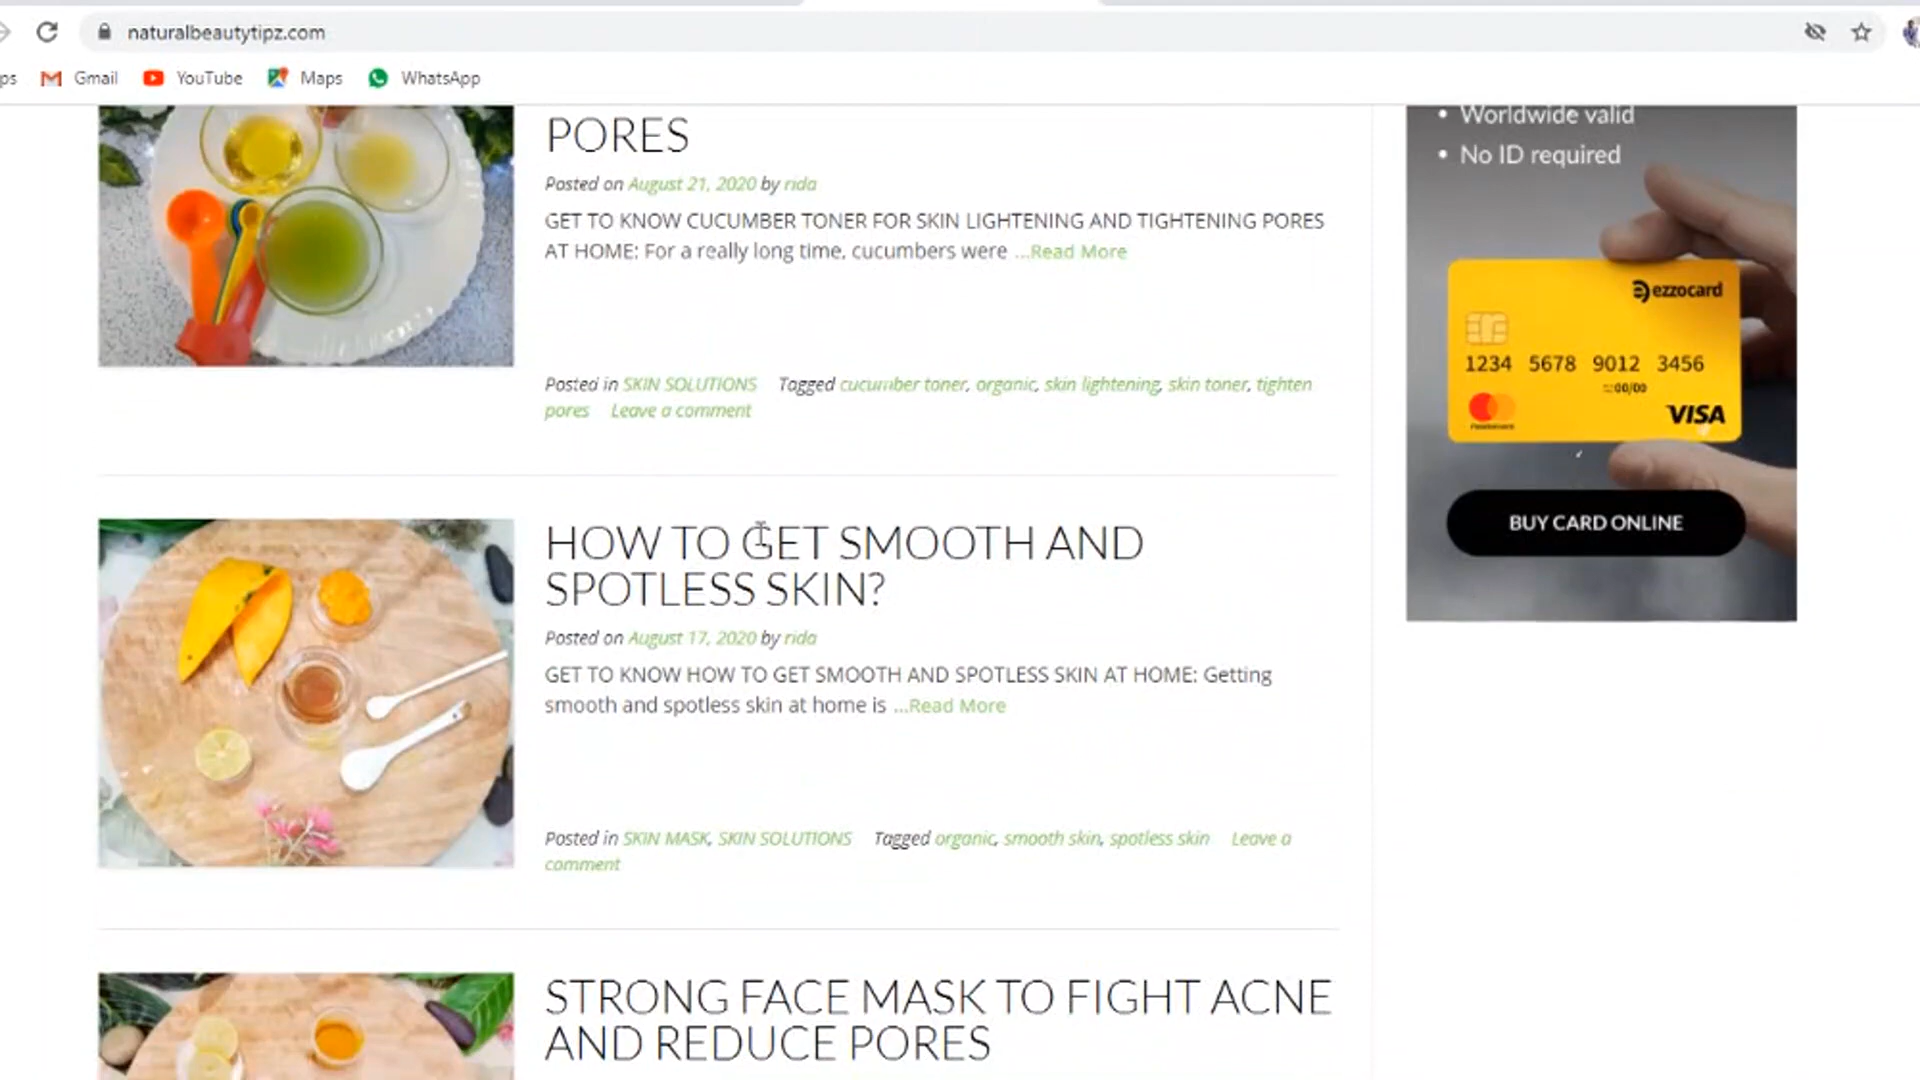 naturalbeautytipz.com
ps Gmail YouTube Maps WhatsApp
PORES
Posted on August 21, 2020 by rida
GET TO KNOW CUCUMBER TONER FOR SKIN LIGHTENING AND TIGHTENING PORES
AT HOME: For a really long time, cucumbers were ...Read More
Posted in SKIN SOLUTIONS Tagged cucumber toner, organic, skin lightening, skin toner, tighten
pores Leave a comment
HOW TO GET SMOOTH AND
SPOTLESS SKIN?
Posted on August 17, 2020 by rida
GET TO KNOW HOW TO GET SMOOTH AND SPOTLESS SKIN AT HOME: Getting
smooth and spotless skin at home is ...Read More
Posted in SKIN MASK, SKIN SOLUTIONS Tagged organic, smooth skin, spotless skin Leave a
comment
STRONG FACE MASK TO FIGHT ACNE
AND REDUCE PORES
• Worldwide valid
• No ID required
ezzocard
1234 5678 9012 3456
00/00
VISA
BUY CARD ONLINE